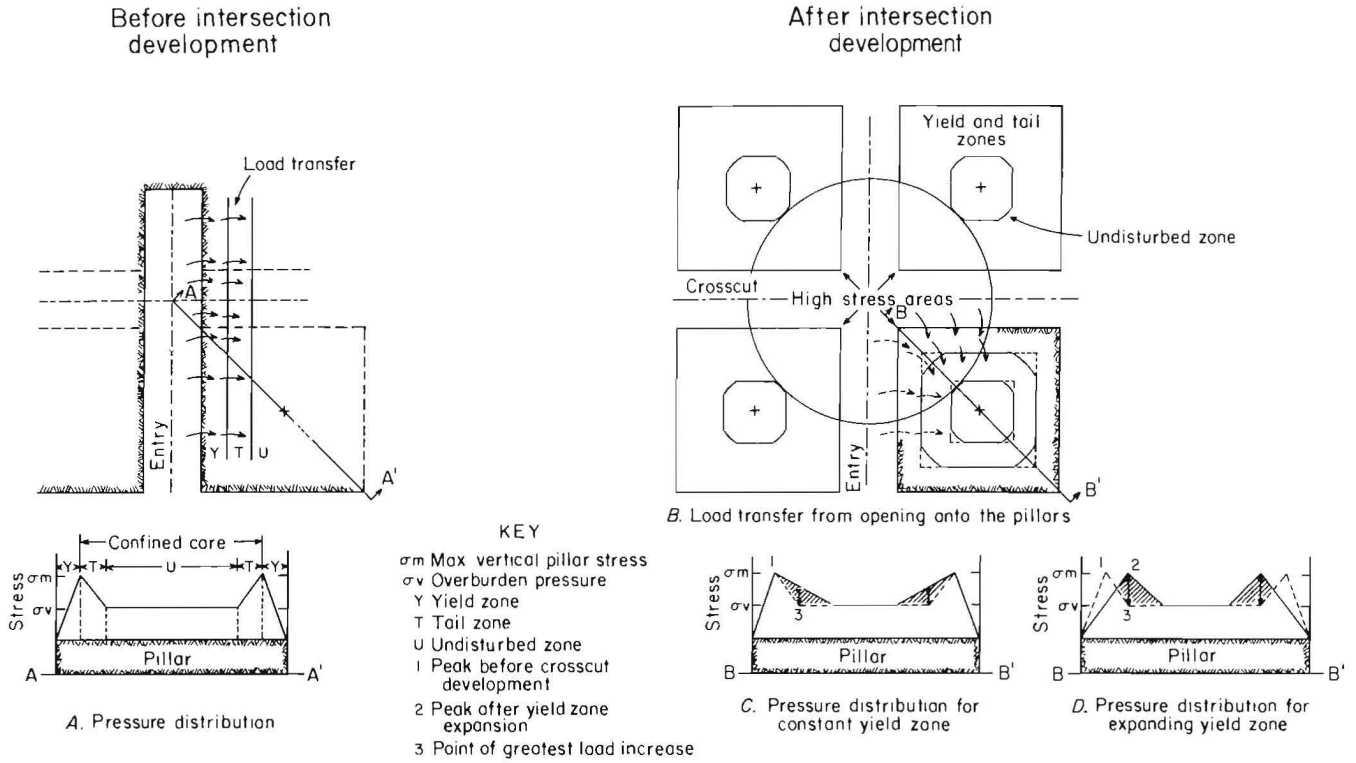 Before intersection
development
After intersection
development
Load transfer
A
Entry
Y T U
A'
Yield and tail
zones
Undisturbed zone
Crosscut
High stress areas
B
Entry
B'
B. Load transfer from opening onto the pillars
Confined core
Y T U T Y
Stress
σm
σv
Pillar
A A'
A. Pressure distribution
KEY
σm Max vertical pillar stress
σv Overburden pressure
Y Yield zone
T Tail zone
U Undisturbed zone
1 Peak before crosscut
development
2 Peak after yield zone
expansion
3 Point of greatest load increase
Stress
σm
σv
1
3
Pillar
B B'
C. Pressure distribution for
constant yield zone
Stress
σm
σv
1 2
3
Pillar
B B'
D. Pressure distribution for
expanding yield zone